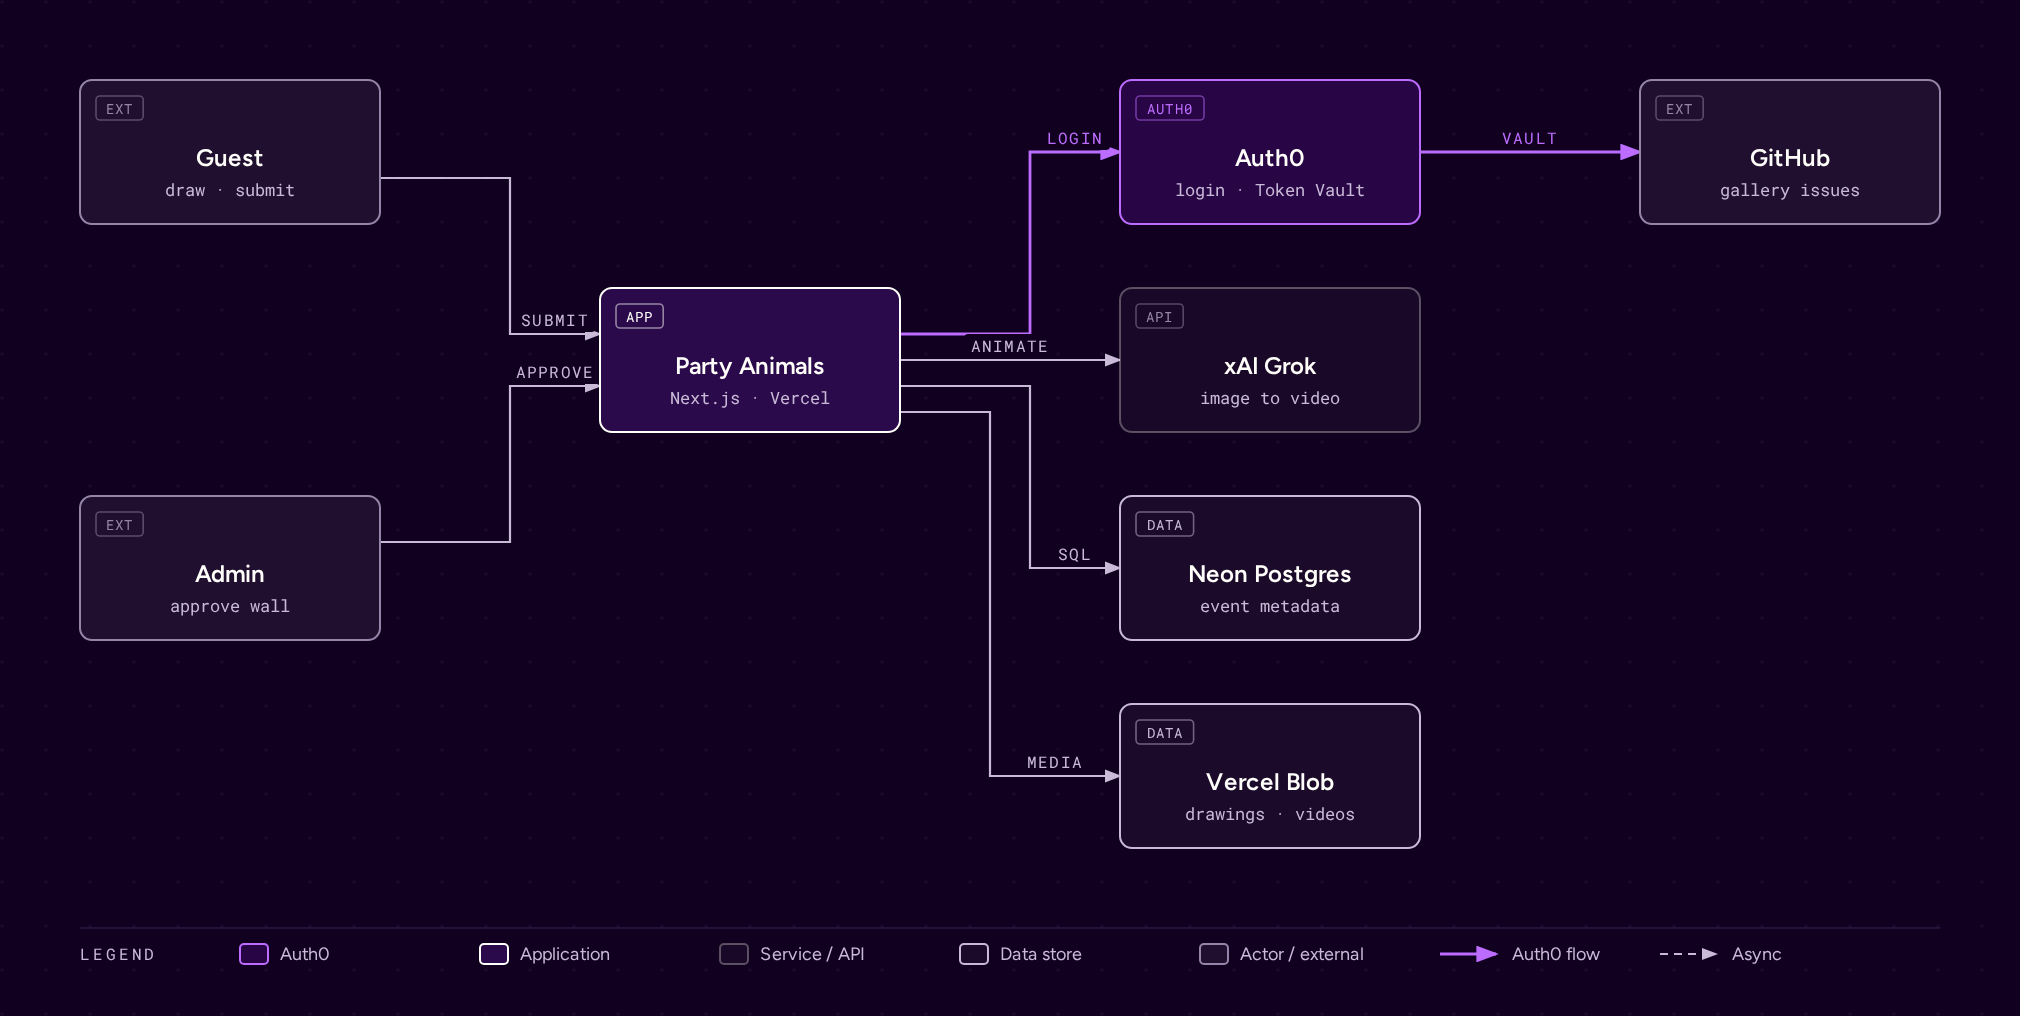 EXT
Guest
draw · submit
AUTH0
Auth0
login · Token Vault
EXT
GitHub
gallery issues
LOGIN
VAULT
SUBMIT
APPROVE
APP
Party Animals
Next.js · Vercel
ANIMATE
API
xAI Grok
image to video
EXT
Admin
approve wall
SQL
DATA
Neon Postgres
event metadata
MEDIA
DATA
Vercel Blob
drawings · videos
LEGEND
Auth0
Application
Service / API
Data store
Actor / external
Auth0 flow
Async